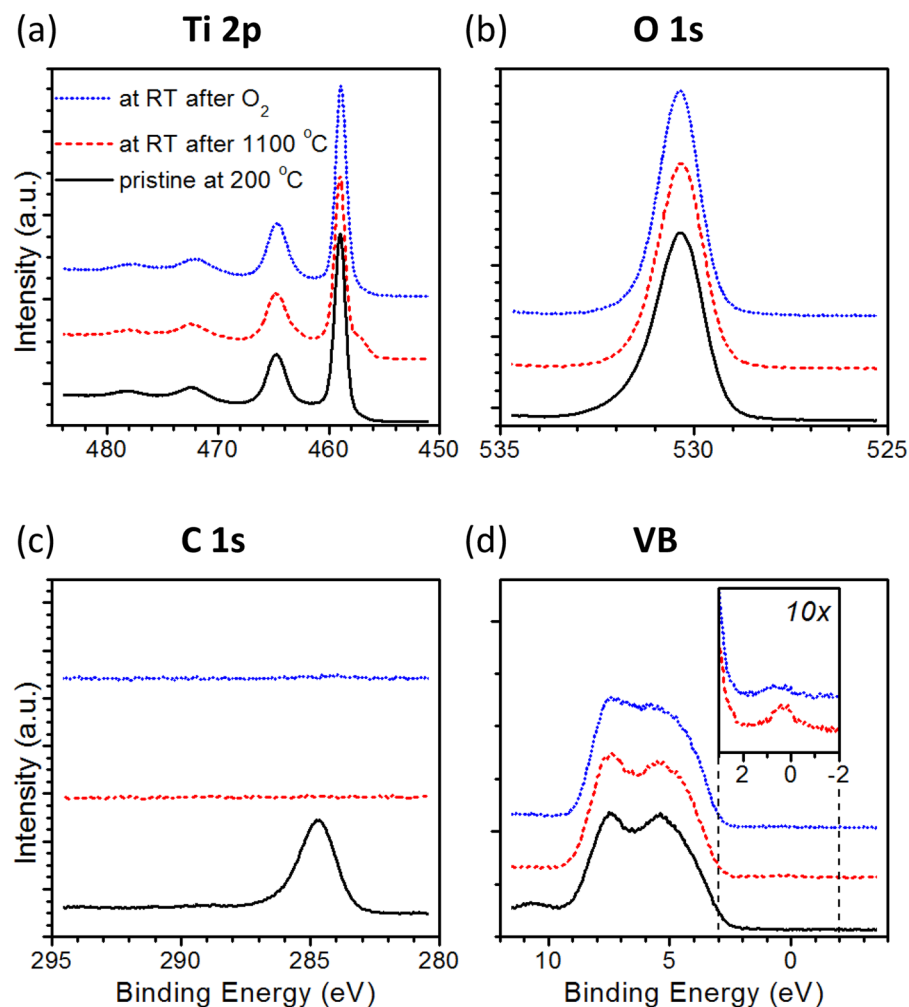 (a) Ti 2p
(b) O 1s
at RT after O2
at RT after 1100 °C
pristine at 200 °C
Intensity (a.u.)
480 470 460 450
535 530 525
(c) C 1s
(d) VB
10x
2 0 -2
Intensity (a.u.)
295 290 285 280
10 5 0
Binding Energy (eV)
Binding Energy (eV)